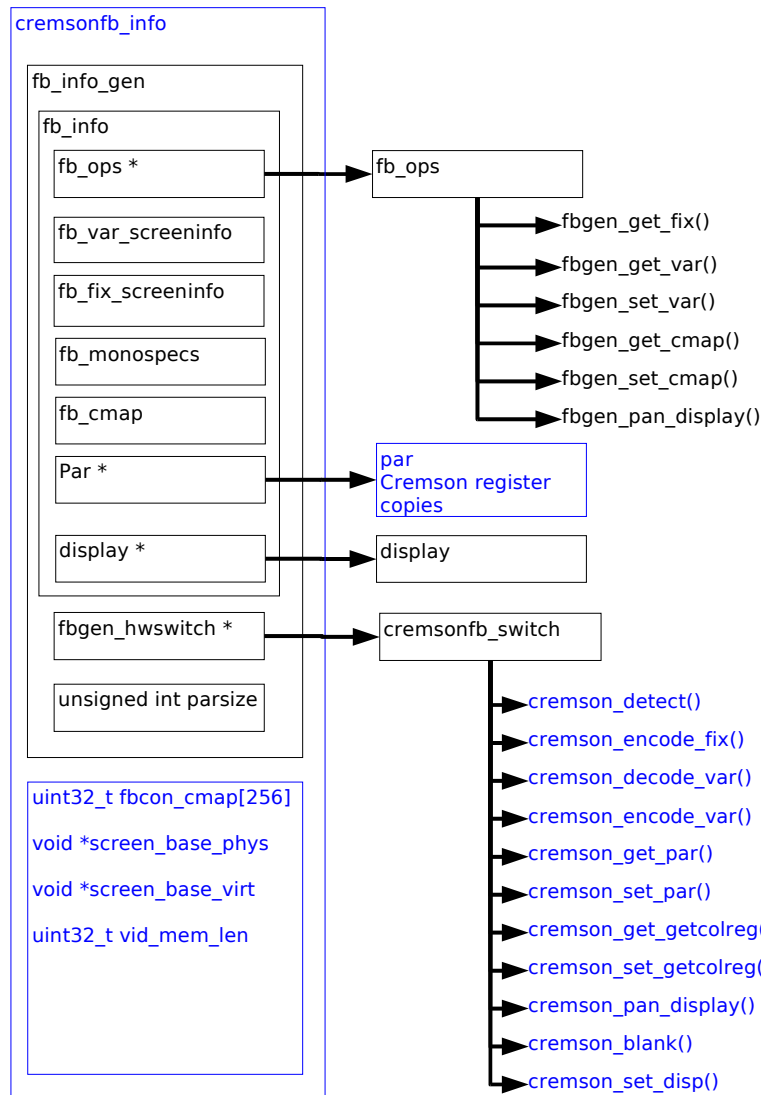 cremsonfb_info
fb_info_gen
fb_info
fb_ops *
fb_var_screeninfo
fb_fix_screeninfo
fb_monospecs
fb_cmap
Par *
display *
fbgen_hwswitch *
unsigned int parsize
uint32_t fbcon_cmap[256]
void *screen_base_phys
void *screen_base_virt
uint32_t vid_mem_len
fb_ops
fbgen_get_fix()
fbgen_get_var()
fbgen_set_var()
fbgen_get_cmap()
fbgen_set_cmap()
fbgen_pan_display()
par
Cremson register
copies
display
cremsonfb_switch
cremson_detect()
cremson_encode_fix()
cremson_decode_var()
cremson_encode_var()
cremson_get_par()
cremson_set_par()
cremson_get_getcolreg(
cremson_set_getcolreg(
cremson_pan_display()
cremson_blank()
cremson_set_disp()